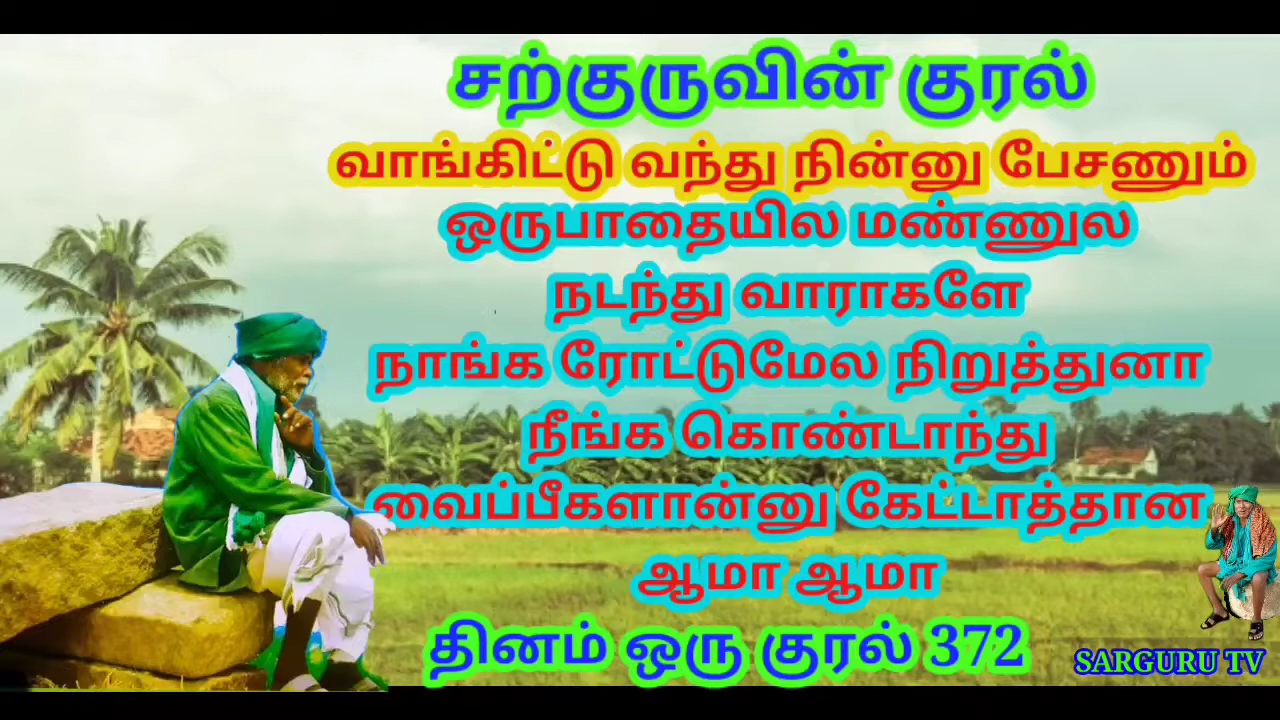 சற்குருவின் குரல்
வாங்கிட்டு வந்து நின்னு பேசணும்
ஒருபாதையில மண்ணுல
நடந்து வாராகளே
நாங்க ரோட்டுமேல நிறுத்துனா
நீங்க கொண்டாந்து
வைப்பீகளான்னு கேட்டாத்தான
ஆமா ஆமா
தினம் ஒரு குரல் 372
SARGURU TV